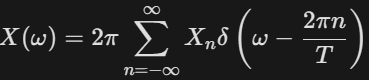 X(ω) = 2π ∑_{n=-∞}^{∞} X_n δ(ω − 2πn/T)